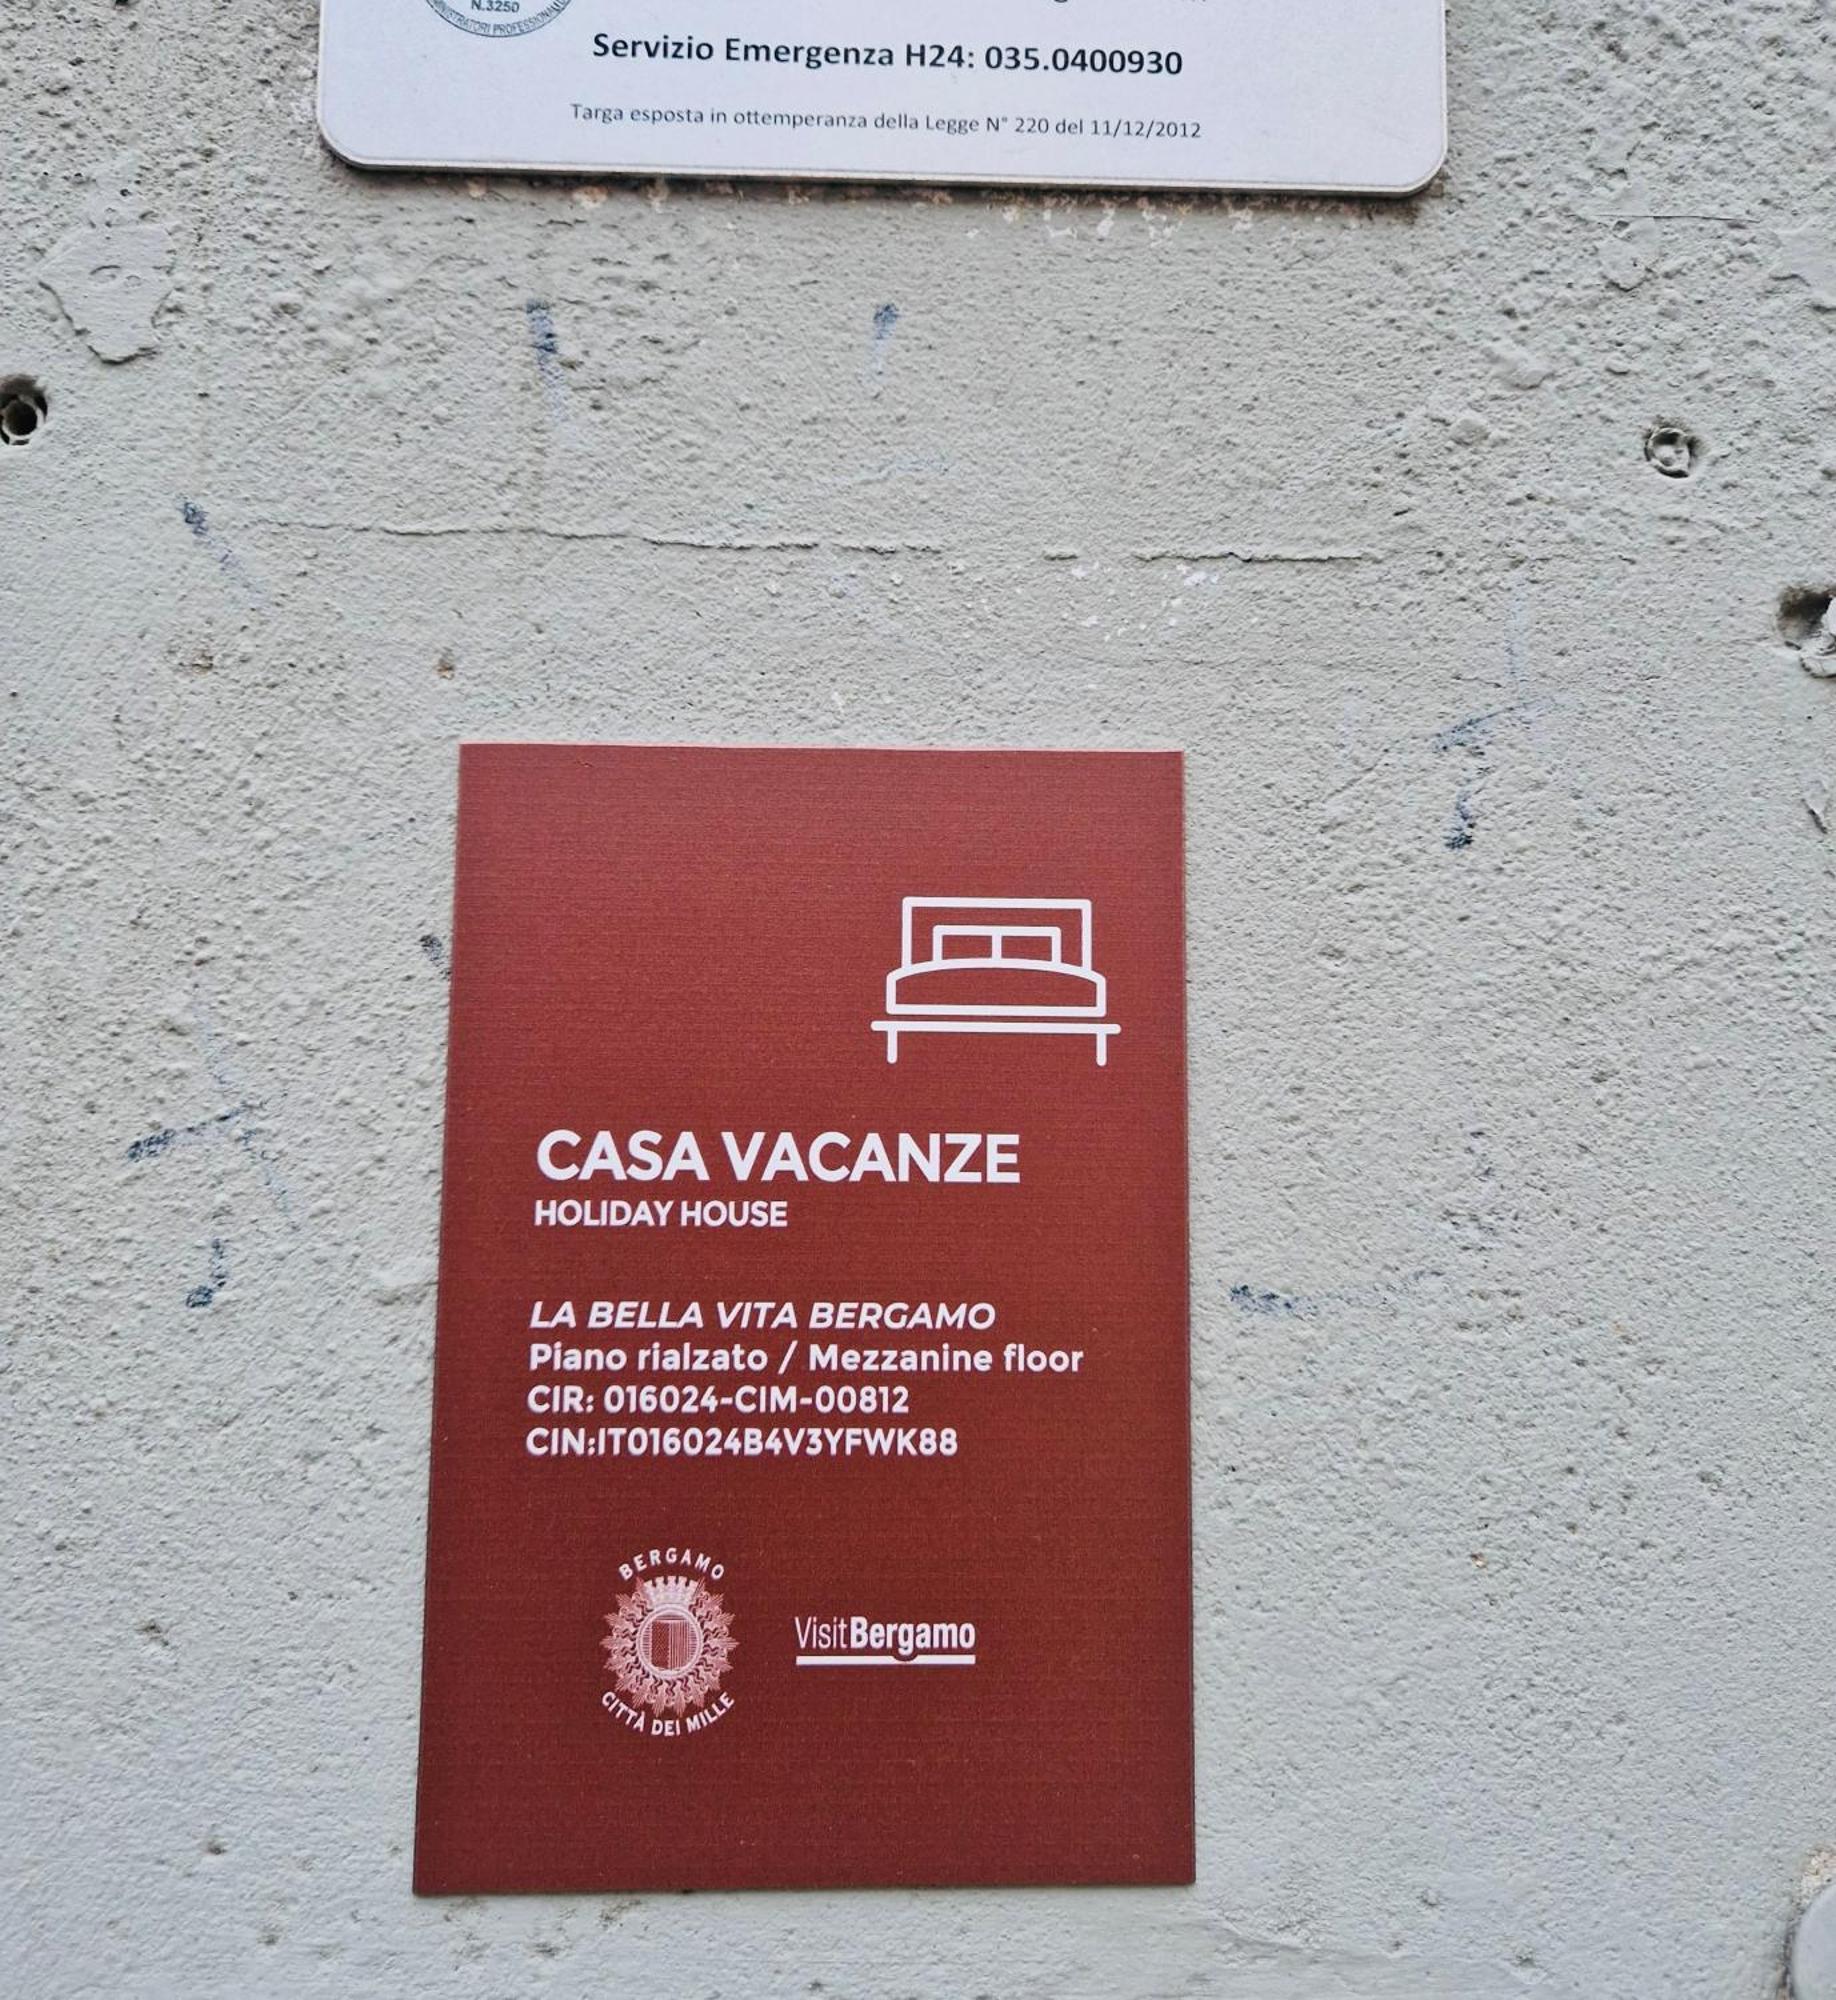 N.3250
Servizio Emergenza H24: 035.0400930
Targa esposta in ottemperanza della Legge N° 220 del 11/12/2012
CASA VACANZE
HOLIDAY HOUSE
LA BELLA VITA BERGAMO
Piano rialzato / Mezzanine floor
CIR: 016024-CIM-00812
CIN:IT016024B4V3YFWK88
BERGAMO
CITTÀ DEI MILLE
VisitBergamo